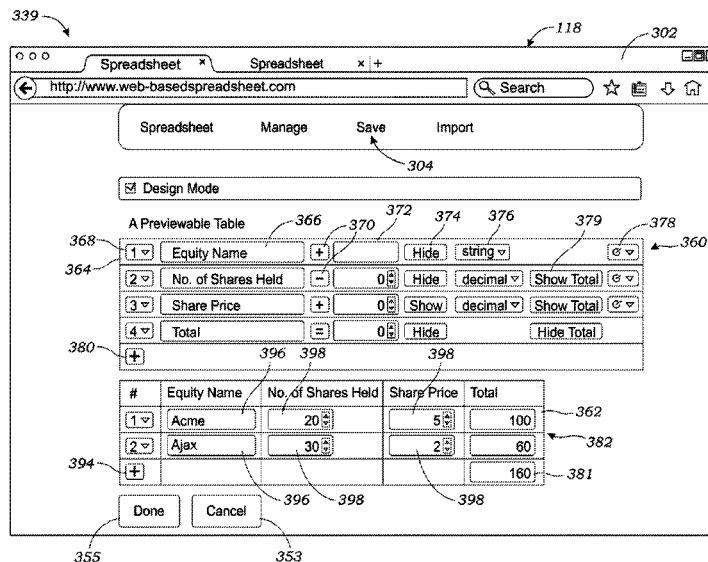 339
118
302
Spreadsheet × Spreadsheet × +
http://www.web-basedspreadsheet.com Search
Spreadsheet Manage Save Import
304
Design Mode
A Previewable Table
366 370 372 374 376 379 378
368 1 Equity Name + Hide string 360
364 2 No. of Shares Held − 0 Hide decimal Show Total
3 Share Price + 0 Show decimal Show Total
4 Total = 0 Hide Hide Total
380 +
396 398 398
# Equity Name No. of Shares Held Share Price Total
1 Acme 20 5 100 362
2 Ajax 30 2 60 382
394 + 160 381
396 398 398
Done Cancel
355 353